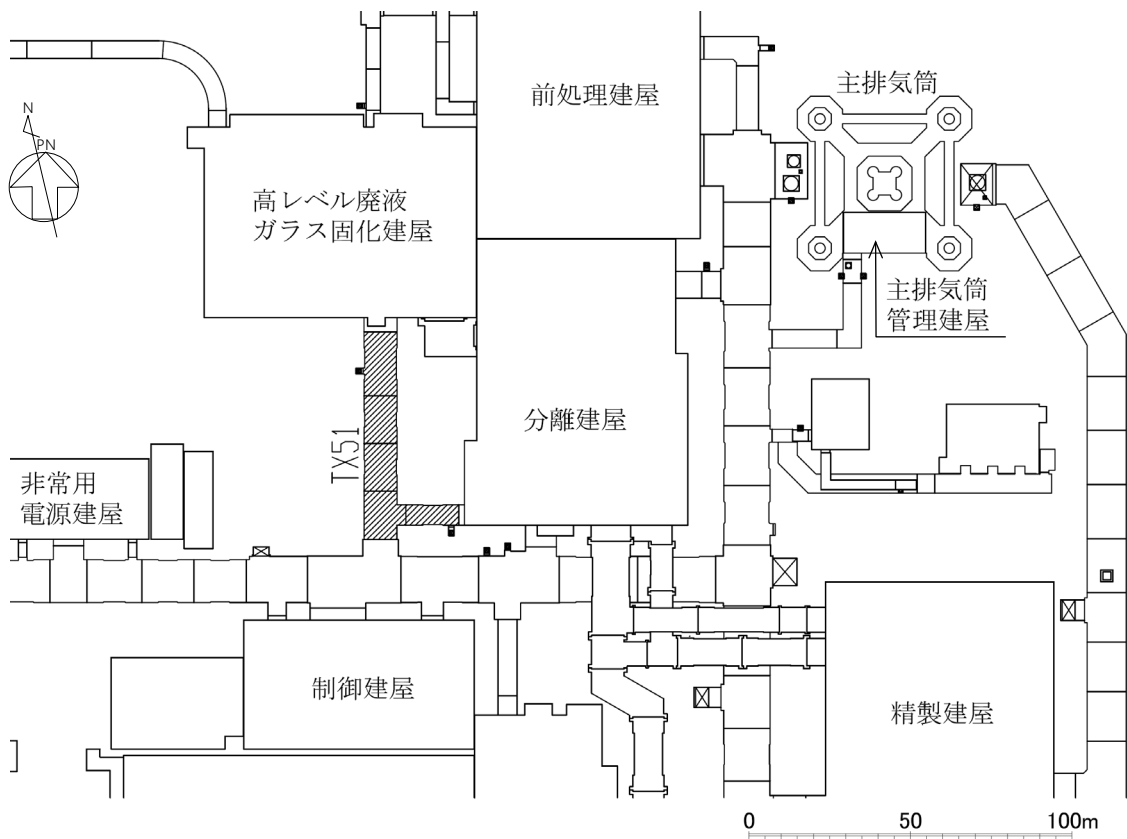 主排気筒
前処理建屋
N
PN
高レベル廃液
ガラス固化建屋
主排気筒
管理建屋
分離建屋
TX51
非常用
電源建屋
制御建屋
精製建屋
0 50 100m